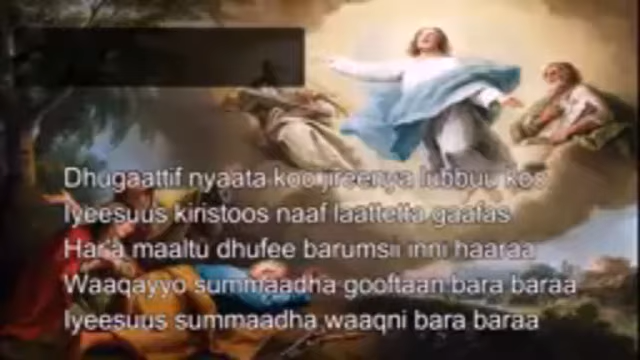 Dhugaattif nyaata koo jireenya lubbuu koo
Iyeesuus kiristoos naaf laattetta gaafas
Har'a maaltu dhufee barumsii inni haaraa
Waaqayyo summaadha gooftaan bara baraa
Iyeesuus summaadha waaqni bara baraa